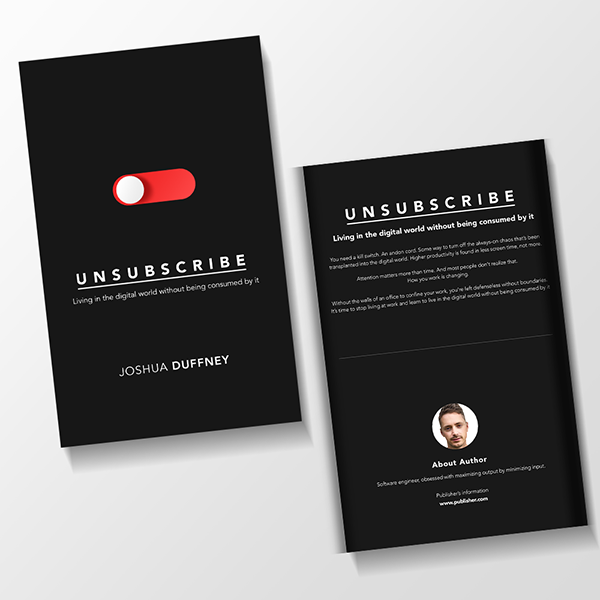 UNSUBSCRIBE
Living in the digital world without being consumed by it
JOSHUA DUFFNEY
UNSUBSCRIBE
Living in the digital world without being consumed by it
You need a kill switch. An andon cord. Some way to turn off the always-on chaos that's been
transplanted into the digital world. Higher productivity is found in less screen time, not more.
Attention matters more than time. And most people don't realize that.
How you work is changing.
Without the walls of an office to confine your work, you're left defenseless without boundaries.
It's time to stop living at work and learn to live in the digital world without being consumed by it
About Author
Software engineer, obsessed with maximizing output by minimizing input.
Publisher's information
www.publisher.com